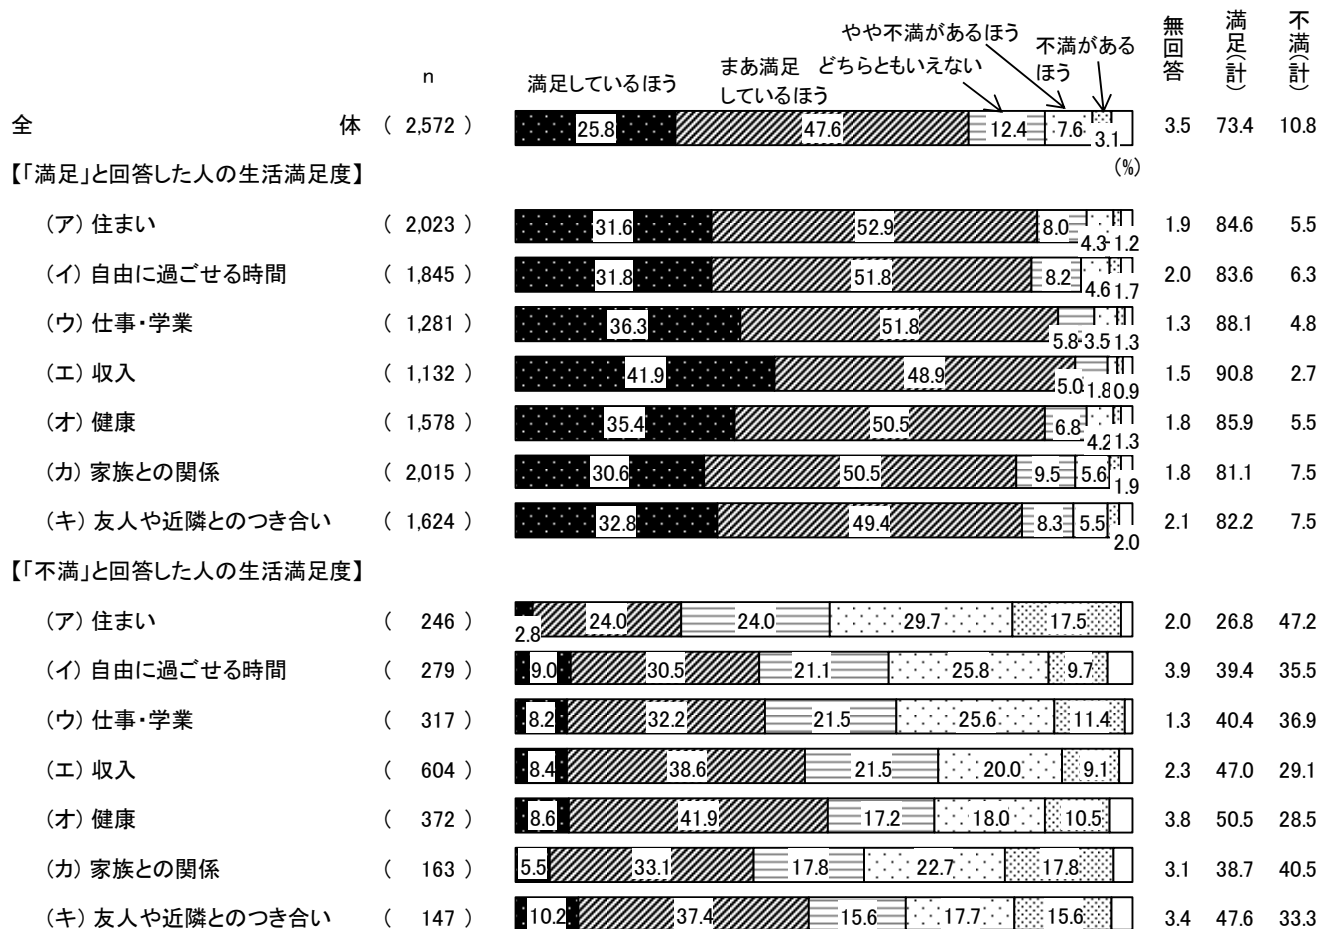 無回答 満足(計) 不満(計)
やや不満があるほう
不満がある
ほう
n
満足しているほう
まあ満足
しているほう
どちらともいえない
全体 ( 2,572 ) 25.8 47.6 12.4 7.6 3.1 3.5 73.4 10.8
(%)
【「満足」と回答した人の生活満足度】
(ア) 住まい ( 2,023 ) 31.6 52.9 8.0 4.3 1.2 1.9 84.6 5.5
(イ) 自由に過ごせる時間 ( 1,845 ) 31.8 51.8 8.2 4.6 1.7 2.0 83.6 6.3
(ウ) 仕事・学業 ( 1,281 ) 36.3 51.8 5.8 3.5 1.3 1.3 88.1 4.8
(エ) 収入 ( 1,132 ) 41.9 48.9 5.0 1.8 0.9 1.5 90.8 2.7
(オ) 健康 ( 1,578 ) 35.4 50.5 6.8 4.2 1.3 1.8 85.9 5.5
(カ) 家族との関係 ( 2,015 ) 30.6 50.5 9.5 5.6 1.9 1.8 81.1 7.5
(キ) 友人や近隣とのつき合い ( 1,624 ) 32.8 49.4 8.3 5.5 2.0 2.1 82.2 7.5
【「不満」と回答した人の生活満足度】
(ア) 住まい ( 246 ) 2.8 24.0 24.0 29.7 17.5 2.0 26.8 47.2
(イ) 自由に過ごせる時間 ( 279 ) 9.0 30.5 21.1 25.8 9.7 3.9 39.4 35.5
(ウ) 仕事・学業 ( 317 ) 8.2 32.2 21.5 25.6 11.4 1.3 40.4 36.9
(エ) 収入 ( 604 ) 8.4 38.6 21.5 20.0 9.1 2.3 47.0 29.1
(オ) 健康 ( 372 ) 8.6 41.9 17.2 18.0 10.5 3.8 50.5 28.5
(カ) 家族との関係 ( 163 ) 5.5 33.1 17.8 22.7 17.8 3.1 38.7 40.5
(キ) 友人や近隣とのつき合い ( 147 ) 10.2 37.4 15.6 17.7 15.6 3.4 47.6 33.3